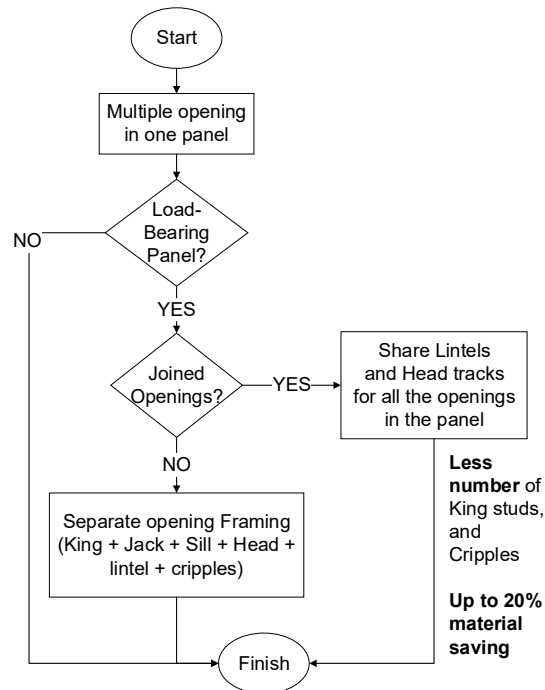 Start
Multiple opening
in one panel
Load-
Bearing
Panel?
NO
YES
Joined
Openings?
YES
Share Lintels
and Head tracks
for all the openings
in the panel
NO
Less
number of
King studs,
and
Cripples
Separate opening Framing
(King + Jack + Sill + Head +
lintel + cripples)
Up to 20%
material
saving
Finish